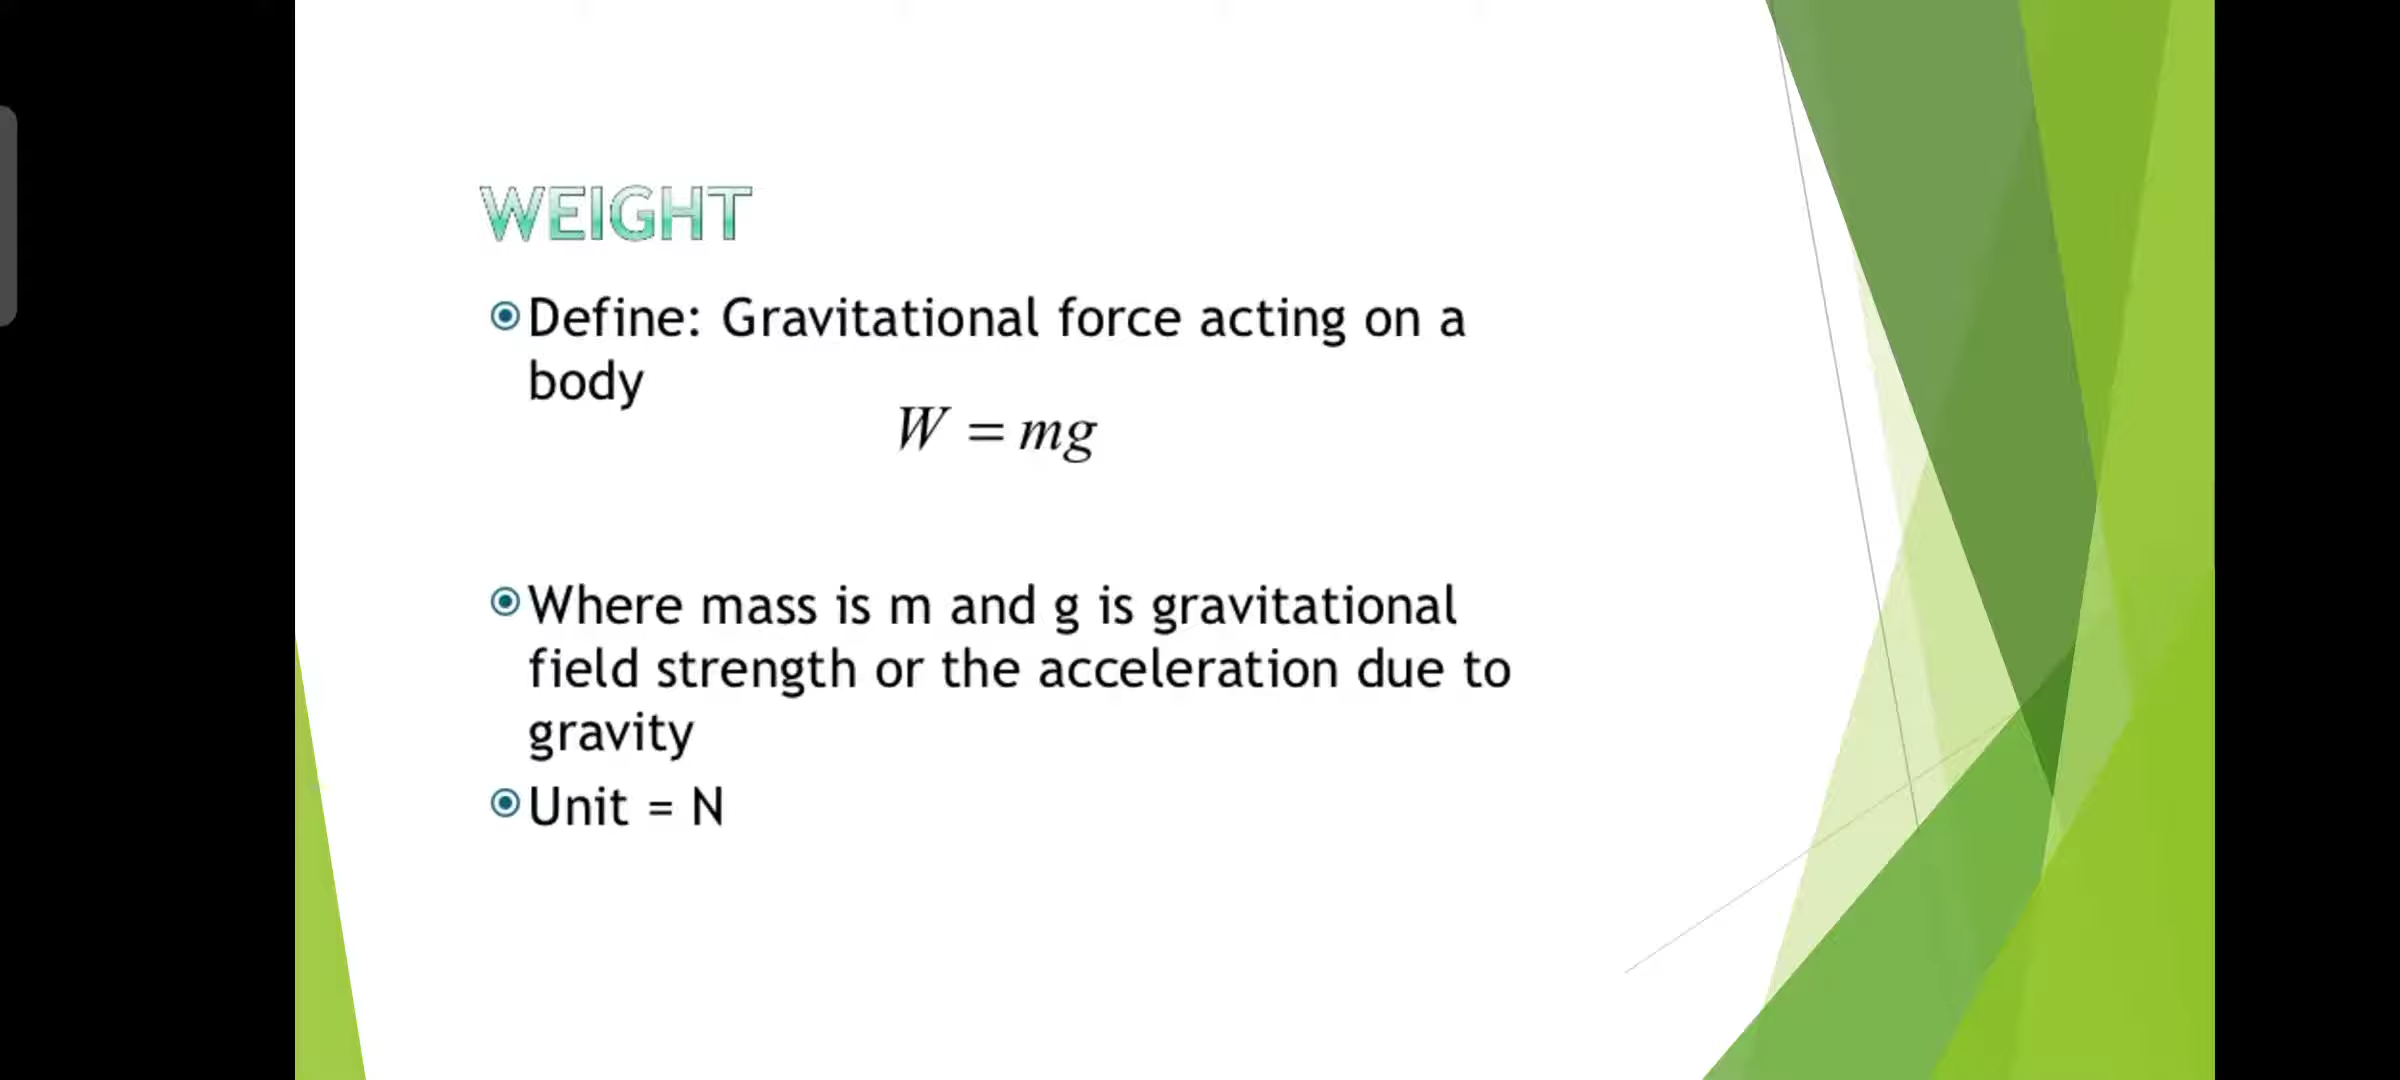 WEIGHT
Define: Gravitational force acting on a
body
W = mg
Where mass is m and g is gravitational
field strength or the acceleration due to
gravity
Unit = N